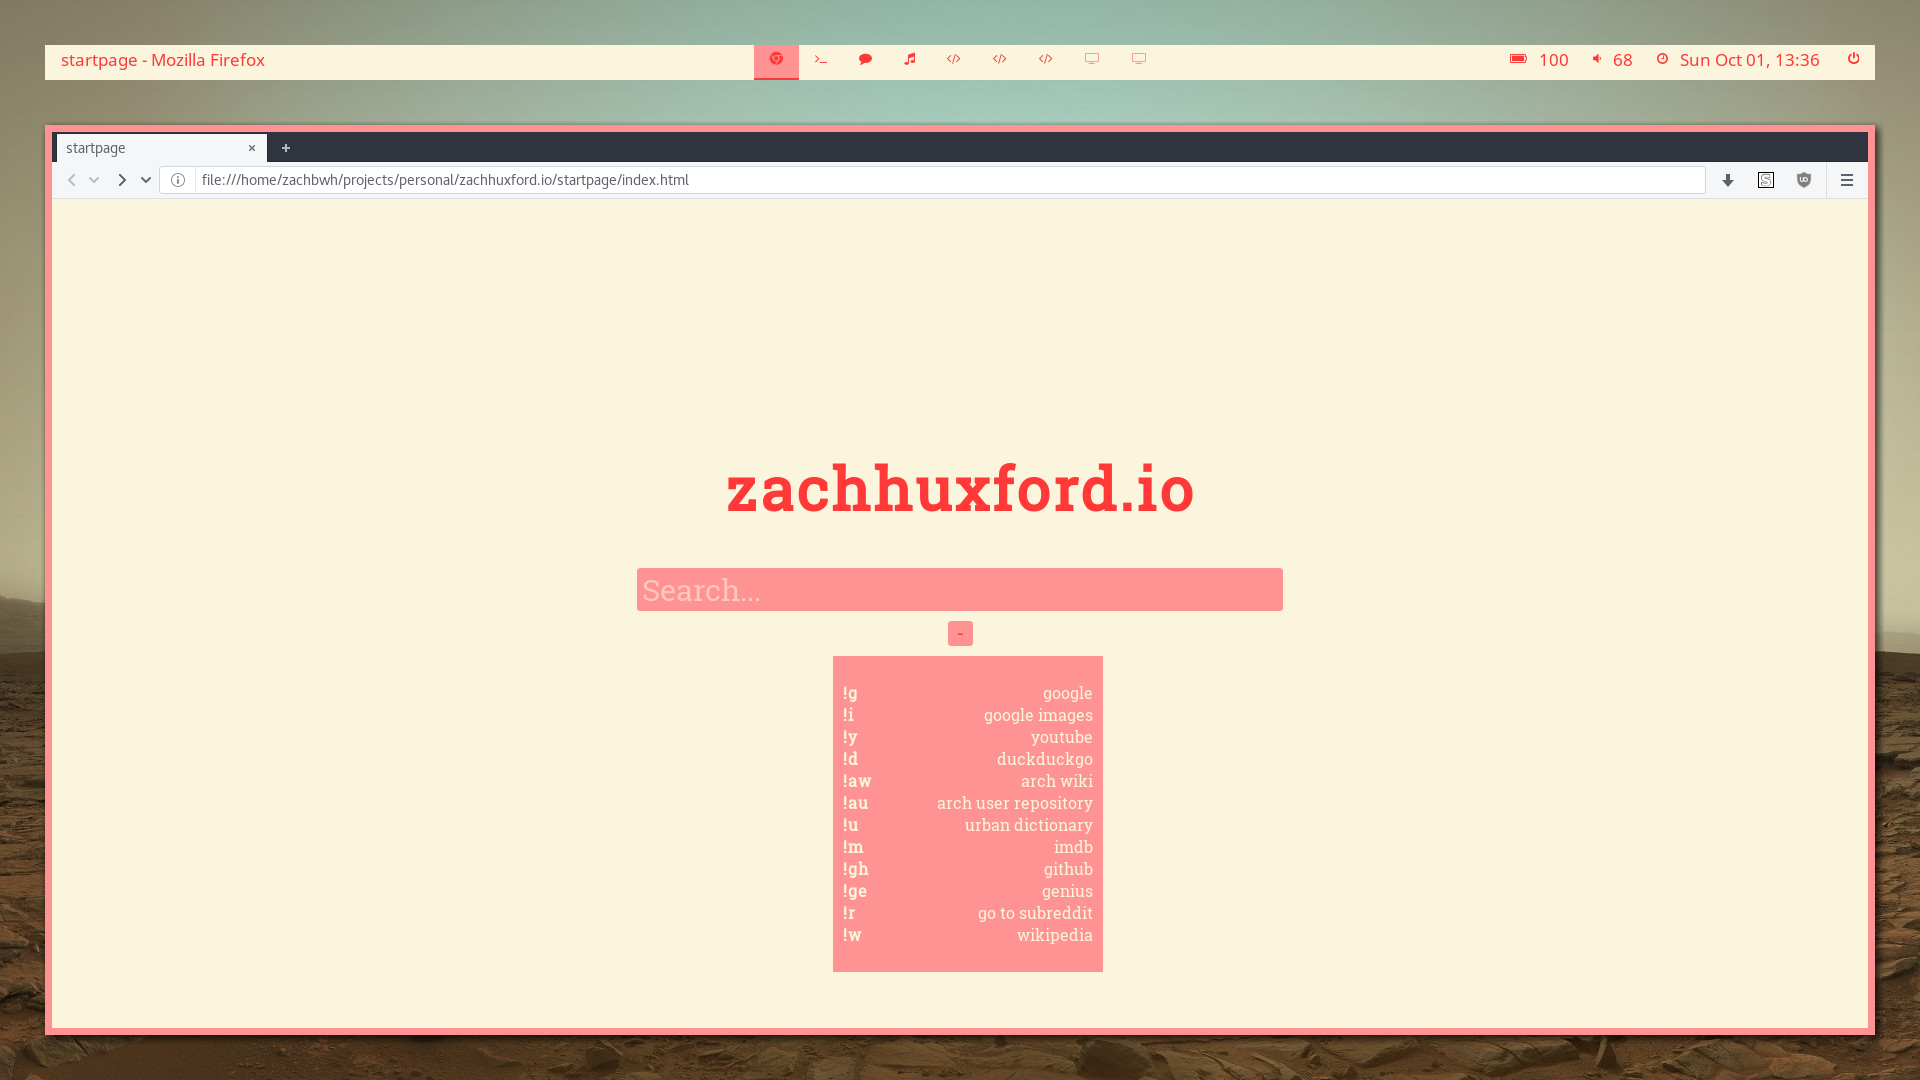 startpage - Mozilla Firefox
100 68 Sun Oct 01, 13:36
startpage
file:///home/zachbwh/projects/personal/zachhuxford.io/startpage/index.html
zachhuxford.io
Search...
-
!g google
!i google images
!y youtube
!d duckduckgo
!aw arch wiki
!au arch user repository
!u urban dictionary
!m imdb
!gh github
!ge genius
!r go to subreddit
!w wikipedia